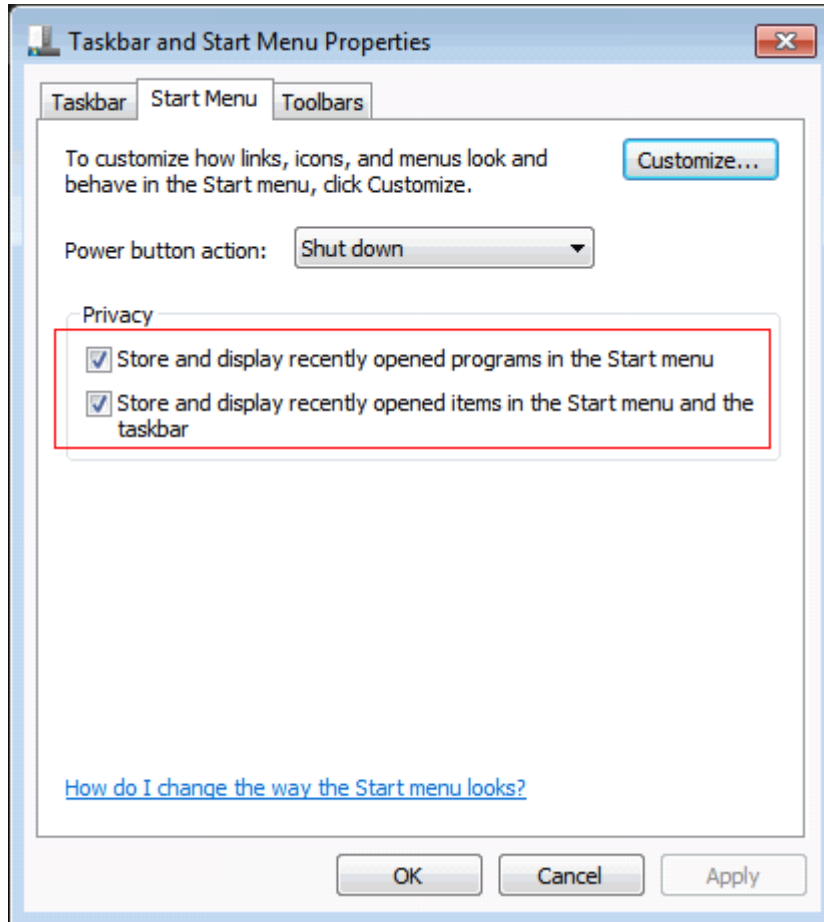 Taskbar and Start Menu Properties
Taskbar
Start Menu
Toolbars
To customize how links, icons, and menus look and
behave in the Start menu, click Customize.
Customize...
Power button action:
Shut down
Privacy
Store and display recently opened programs in the Start menu
Store and display recently opened items in the Start menu and the
taskbar
How do I change the way the Start menu looks?
OK
Cancel
Apply